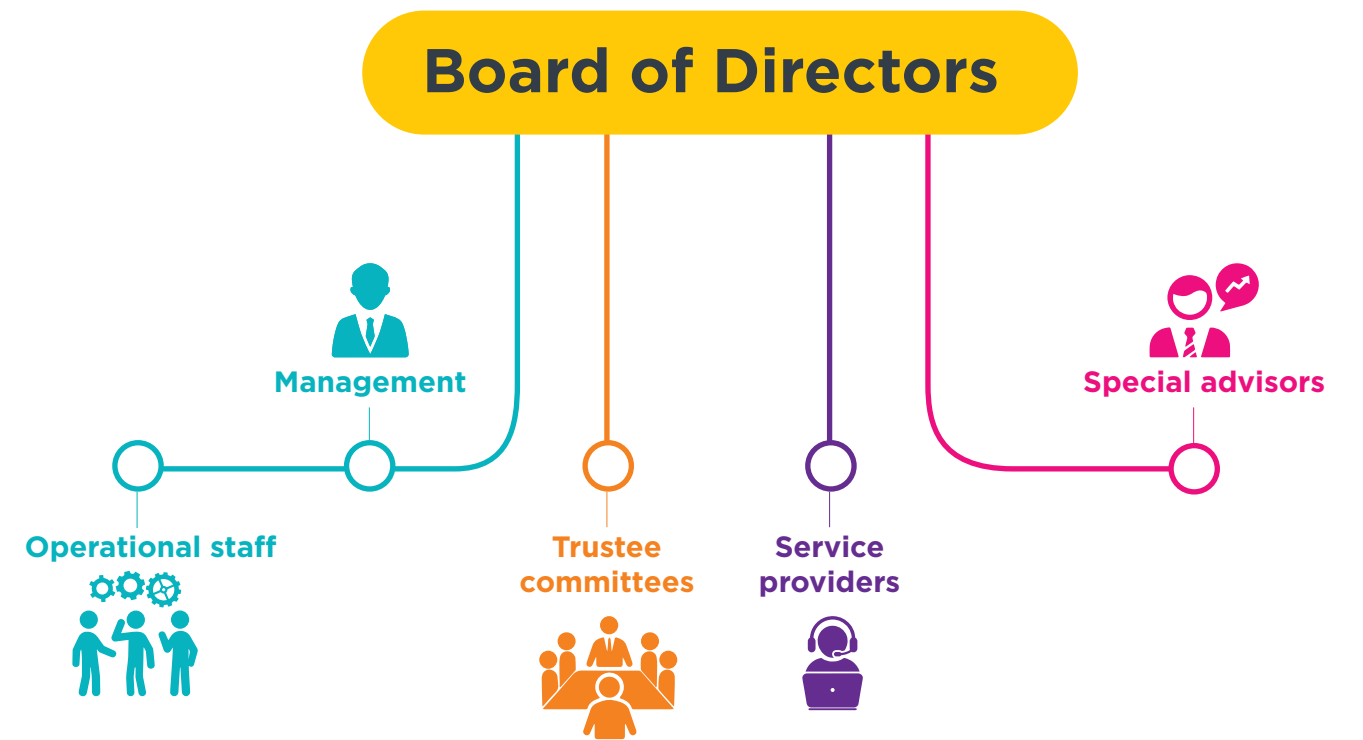 Board of Directors
Management
Special advisors
Operational staff
Trustee
committees
Service
providers